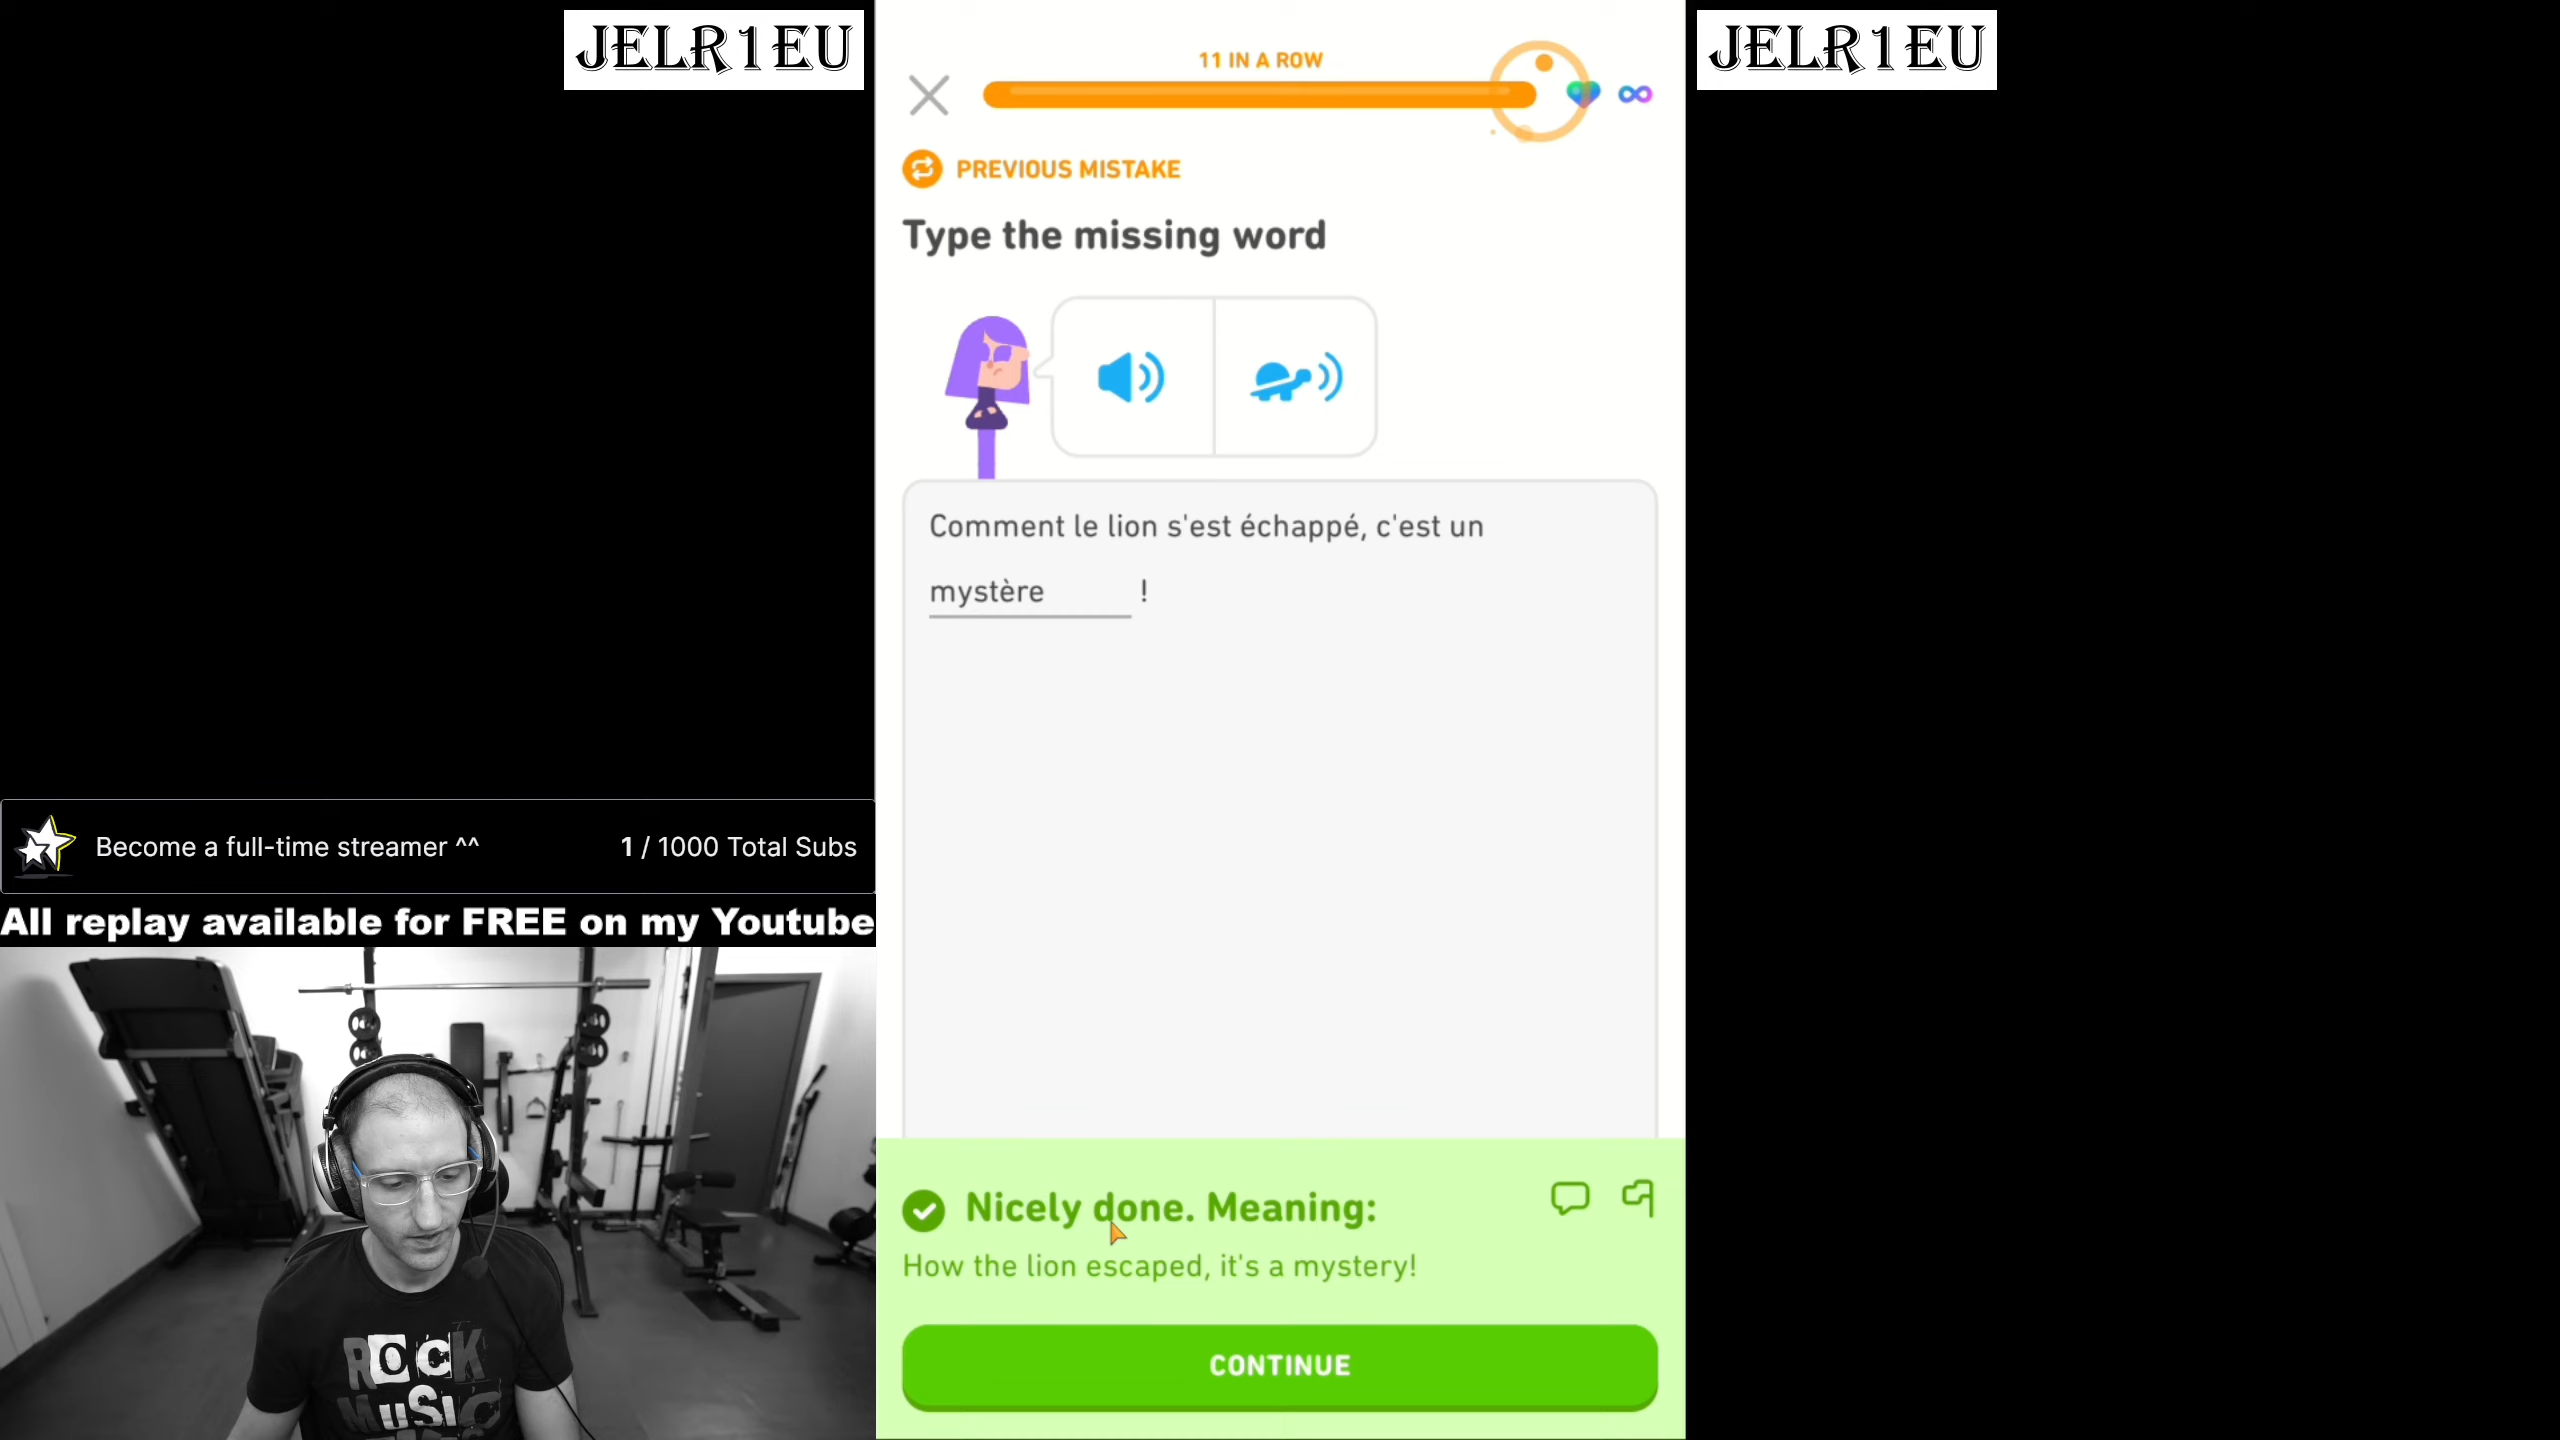 JELR1EU
JELR1EU
11 IN A ROW
PREVIOUS MISTAKE
Type the missing word
Comment le lion s'est échappé, c'est un
mystère !
Become a full-time streamer ^^ 1 / 1000 Total Subs
All replay available for FREE on my Youtube
ROCK
MUSIC
Nicely done. Meaning:
How the lion escaped, it's a mystery!
CONTINUE